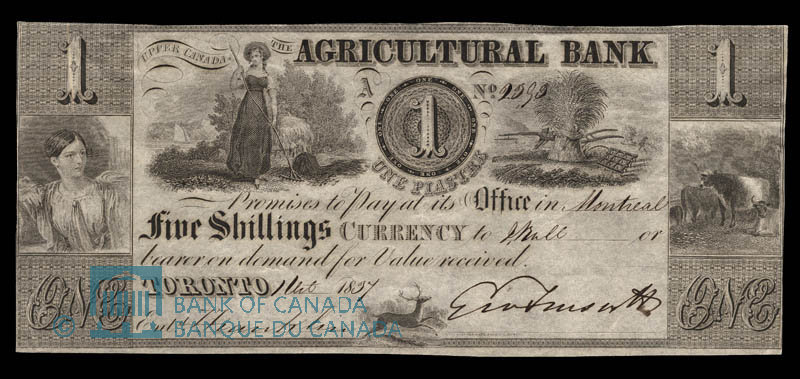 1
UPPER CANADA. THE AGRICULTURAL BANK
1
A 1 No
ONE PIASTRE
Promises to Pay at its Office in Montreal
Five Shillings CURRENCY to or
bearer on demand for Value received.
TORONTO 1837
ONE
ONE
© BANK OF CANADA
BANQUE DU CANADA